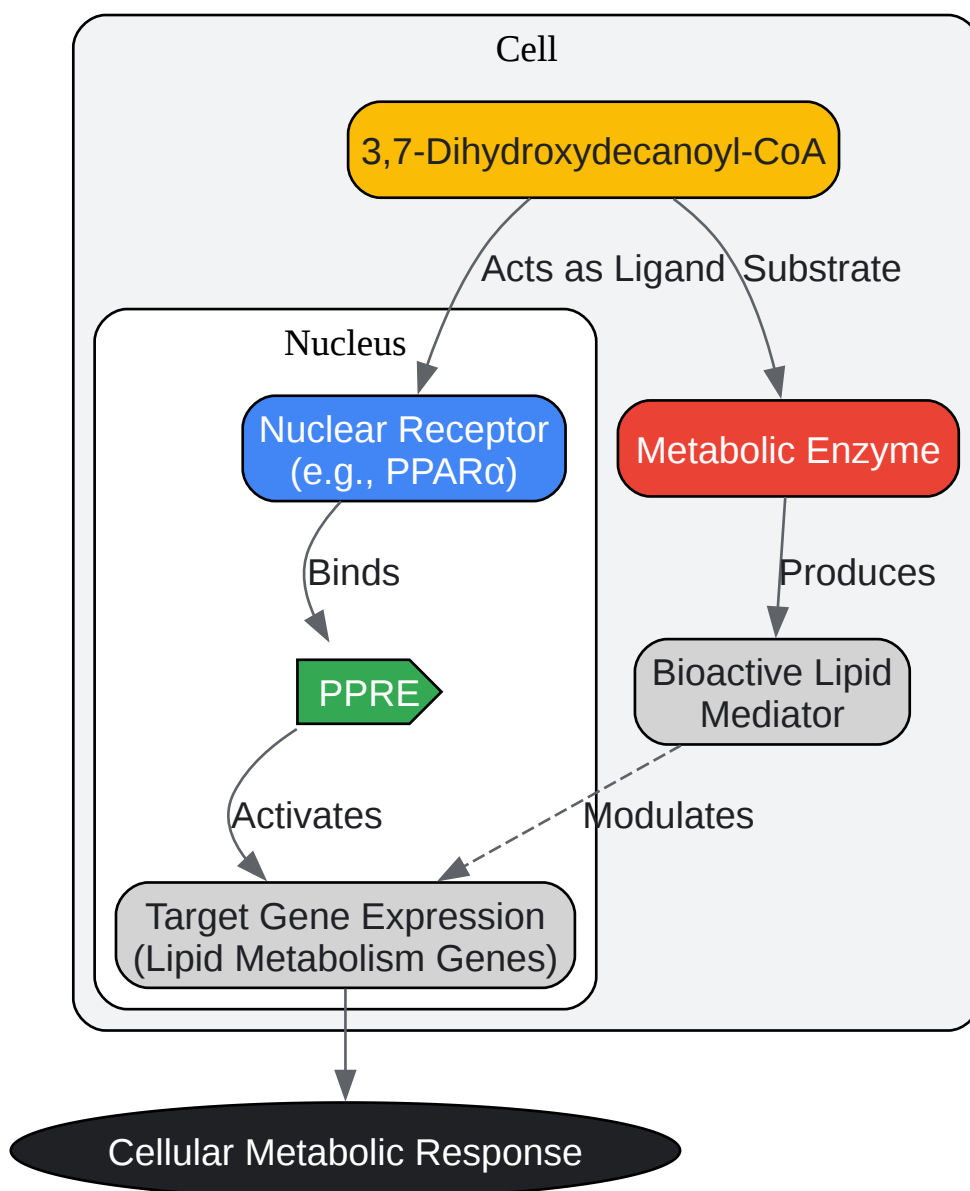 Cell
3,7-Dihydroxydecanoyl-CoA
Acts as Ligand
Substrate
Nucleus
Nuclear Receptor
(e.g., PPARα)
Metabolic Enzyme
Binds
Produces
PPRE
Bioactive Lipid
Mediator
Activates
Modulates
Target Gene Expression
(Lipid Metabolism Genes)
Cellular Metabolic Response